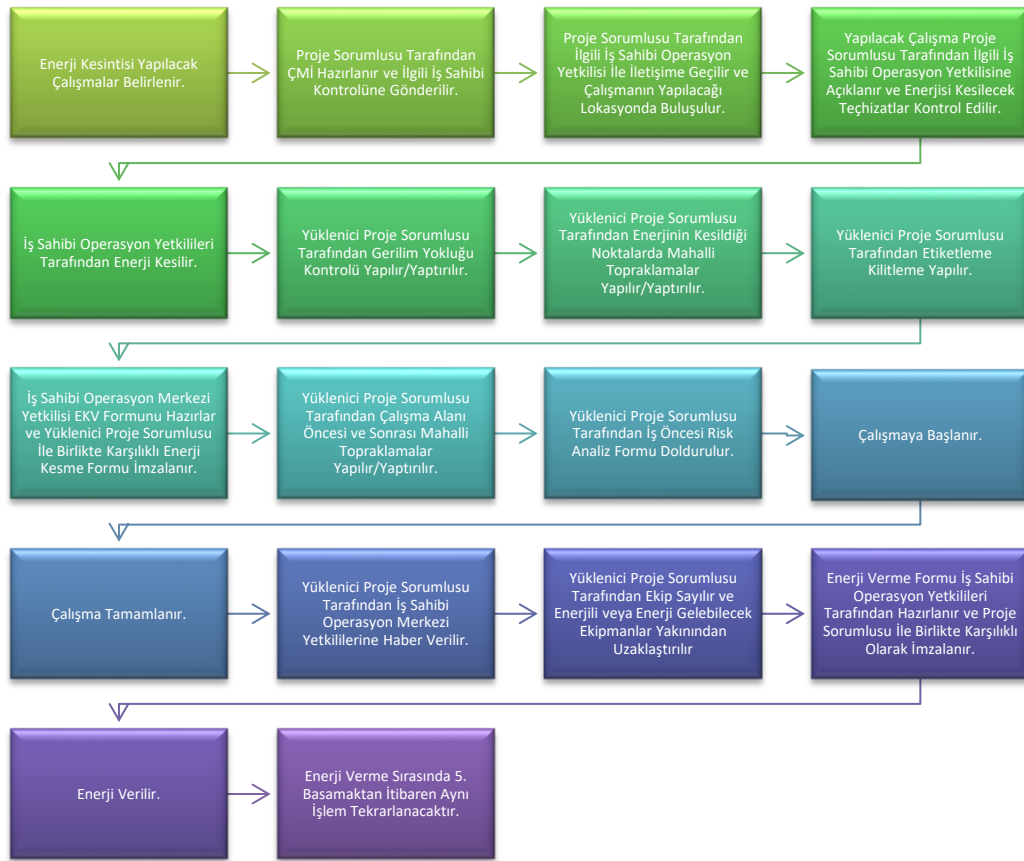 Enerji Kesintisi Yapılacak
Çalışmalar Belirlenir.
Proje Sorumlusu Tarafından
ÇMİ Hazırlanır ve İlgili İş Sahibi
Kontrolüne Gönderilir.
Proje Sorumlusu Tarafından
İlgili İş Sahibi Operasyon
Yetkilisi İle İletişime Geçilir ve
Çalışmanın Yapılacağı
Lokasyonda Buluşulur.
Yapılacak Çalışma Proje
Sorumlusu Tarafından İlgili İş
Sahibi Operasyon Yetkilisine
Açıklanır ve Enerjisi Kesilecek
Teçhizatlar Kontrol Edilir.
İş Sahibi Operasyon Yetkilileri
Tarafından Enerji Kesilir.
Yüklenici Proje Sorumlusu
Tarafından Gerilim Yokluğu
Kontrolü Yapılır/Yaptırılır.
Yüklenici Proje Sorumlusu
Tarafından Enerjinin Kesildiği
Noktalarda Mahalli
Topraklamalar
Yapılır/Yaptırılır.
Yüklenici Proje Sorumlusu
Tarafından Etiketleme
Kilitleme Yapılır.
İş Sahibi Operasyon Merkezi
Yetkilisi EKV Formunu Hazırlar
ve Yüklenici Proje Sorumlusu
İle Birlikte Karşılıklı Enerji
Kesme Formu İmzalanır.
Yüklenici Proje Sorumlusu
Tarafından Çalışma Alanı
Öncesi ve Sonrası Mahalli
Topraklamalar
Yapılır/Yaptırılır.
Yüklenici Proje Sorumlusu
Tarafından İş Öncesi Risk
Analiz Formu Doldurulur.
Çalışmaya Başlanır.
Çalışma Tamamlanır.
Yüklenici Proje Sorumlusu
Tarafından İş Sahibi
Operasyon Merkezi
Yetkililerine Haber Verilir.
Yüklenici Proje Sorumlusu
Tarafından Ekip Sayılır ve
Enerjili veya Enerji Gelebilecek
Ekipmanlar Yakınından
Uzaklaştırılır
Enerji Verme Formu İş Sahibi
Operasyon Yetkilileri
Tarafından Hazırlanır ve Proje
Sorumlusu İle Birlikte Karşılıklı
Olarak İmzalanır.
Enerji Verilir.
Enerji Verme Sırasında 5.
Basamaktan İtibaren Aynı
İşlem Tekrarlanacaktır.